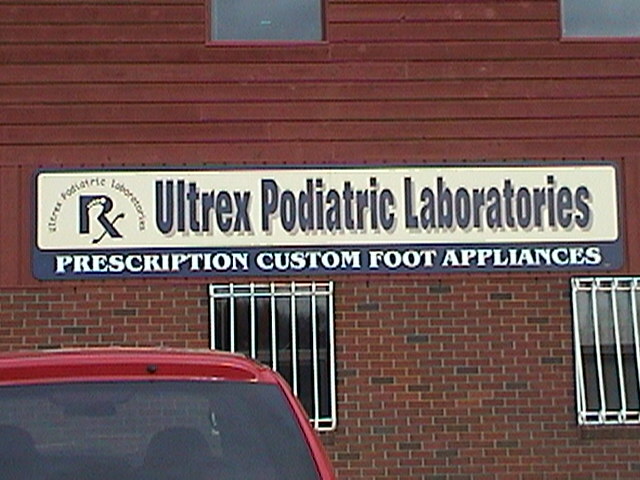 Ultrex Podiatric Laboratories
Rx
Ultrex Podiatric Laboratories
PRESCRIPTION CUSTOM FOOT APPLIANCES